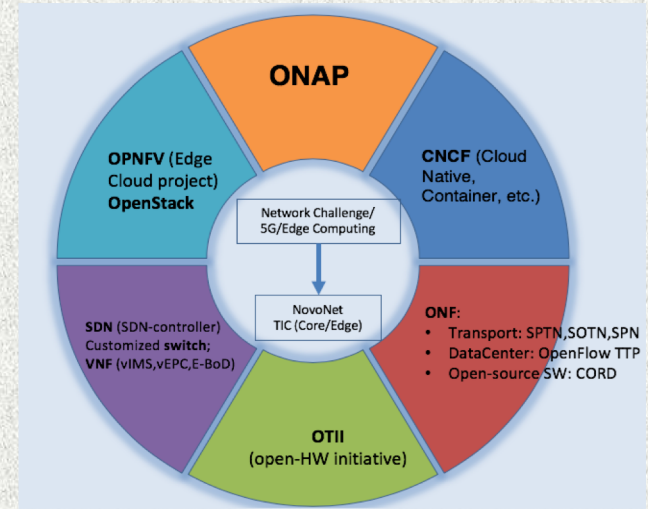 ONAP
OPNFV (Edge
Cloud project)
OpenStack
CNCF (Cloud
Native,
Container, etc.)
Network Challenge/
5G/Edge Computing
NovoNet
TIC (Core/Edge)
SDN (SDN-controller)
Customized switch;
VNF (vIMS,vEPC,E-BoD)
ONF:
• Transport: SPTN,SOTN,SPN
• DataCenter: OpenFlow TTP
• Open-source SW: CORD
OTII
(open-HW initiative)